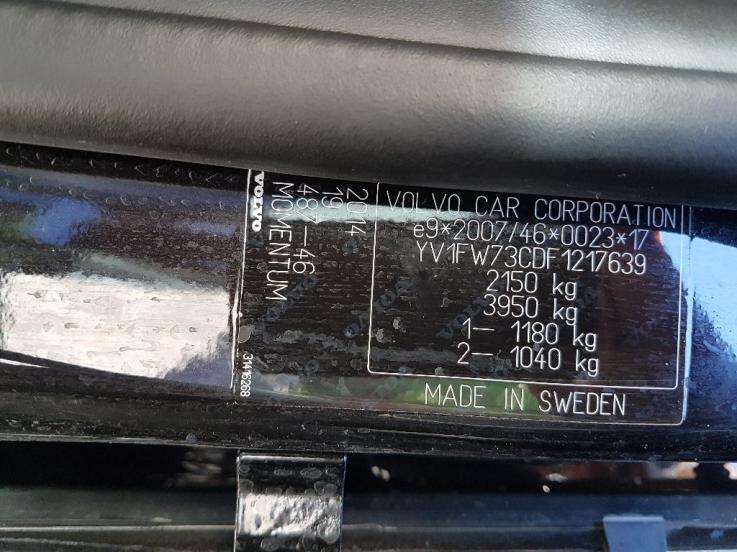 VOLVO CAR CORPORATION
e9*2007/46*0023*17
YV1FW73CDF1217639
2150 kg
3950 kg
1– 1180 kg
2– 1040 kg
MADE IN SWEDEN
2014
19
487–46
MOMENTUM
VOLVO
31416268